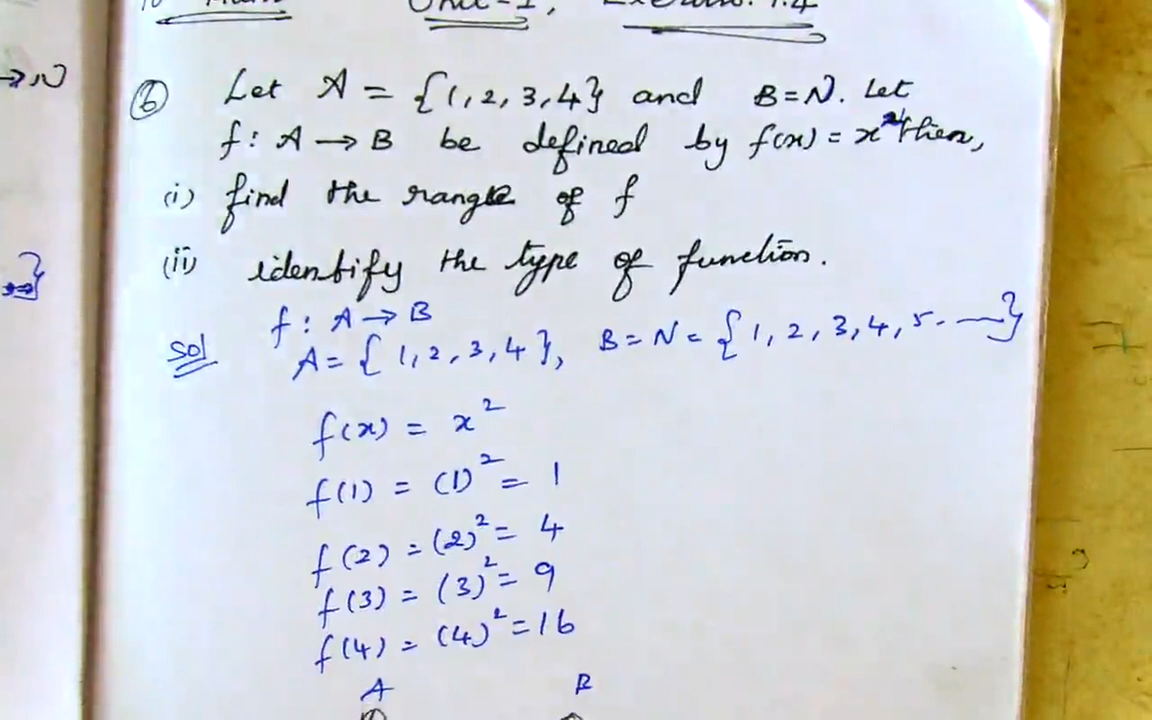 →N
⑥ Let A = {1, 2, 3, 4} and B = N. Let
f : A → B be defined by f(x) = x² then,
(i) find the range of f
(ii) identify the type of function.
f : A → B
Sol A = {1, 2, 3, 4}, B = N = {1, 2, 3, 4, 5. —}
f(x) = x²
f(1) = (1)² = 1
f(2) = (2)² = 4
f(3) = (3)² = 9
f(4) = (4)² = 16
A B